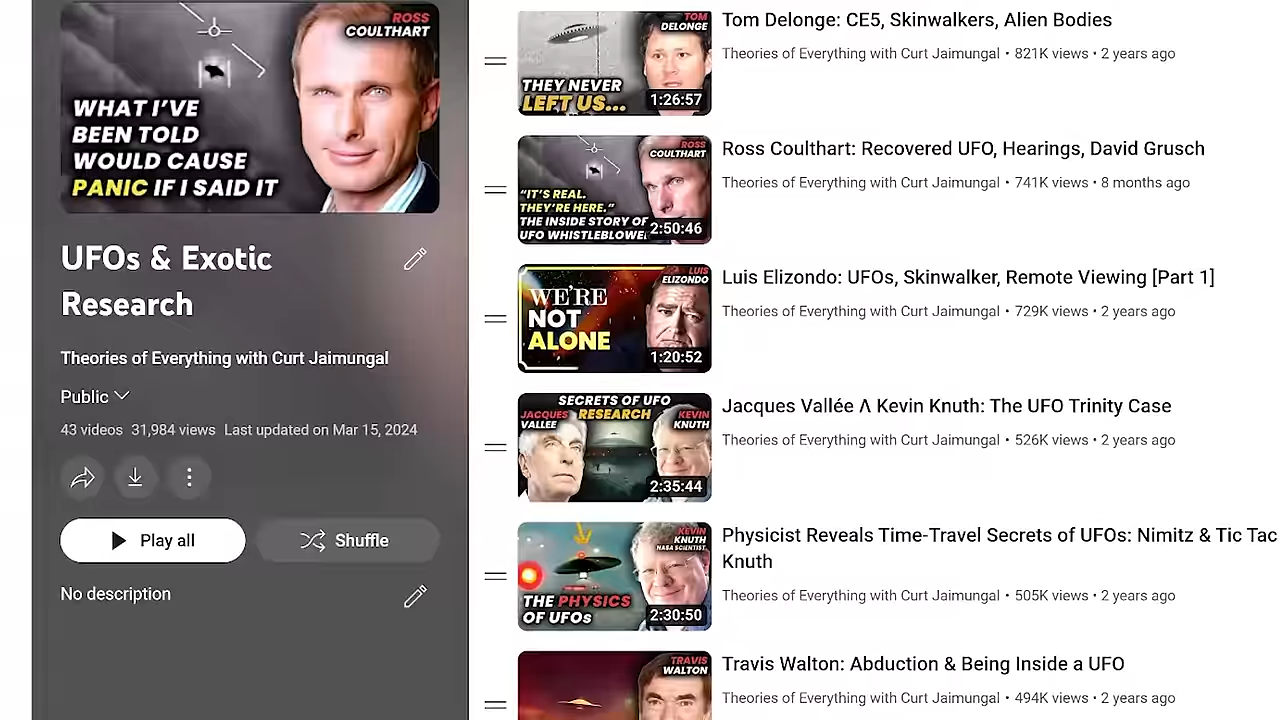 ROSS
COULTHART
WHAT I'VE
BEEN TOLD
WOULD CAUSE
PANIC IF I SAID IT
UFOs & Exotic
Research
Theories of Everything with Curt Jaimungal
Public
43 videos 31,984 views Last updated on Mar 15, 2024
Play all
Shuffle
No description
TOM
DELONGE
THEY NEVER
LEFT US...
1:26:57
Tom Delonge: CE5, Skinwalkers, Alien Bodies
Theories of Everything with Curt Jaimungal • 821K views • 2 years ago
ROSS
COULTHART
"IT'S REAL.
THEY'RE HERE."
THE INSIDE STORY OF
UFO WHISTLEBLOWE
2:50:46
Ross Coulthart: Recovered UFO, Hearings, David Grusch
Theories of Everything with Curt Jaimungal • 741K views • 8 months ago
LUIS
ELIZONDO
WE'RE
NOT
ALONE
1:20:52
Luis Elizondo: UFOs, Skinwalker, Remote Viewing [Part 1]
Theories of Everything with Curt Jaimungal • 729K views • 2 years ago
SECRETS OF UFO
RESEARCH
JACQUES
VALLEE
KEVIN
KNUTH
2:35:44
Jacques Vallée Λ Kevin Knuth: The UFO Trinity Case
Theories of Everything with Curt Jaimungal • 526K views • 2 years ago
KEVIN
KNUTH
NASA SCIENTIST
THE PHYSICS
OF UFOs
2:30:50
Physicist Reveals Time-Travel Secrets of UFOs: Nimitz & Tic Tac
Knuth
Theories of Everything with Curt Jaimungal • 505K views • 2 years ago
TRAVIS
WALTON
Travis Walton: Abduction & Being Inside a UFO
Theories of Everything with Curt Jaimungal • 494K views • 2 years ago